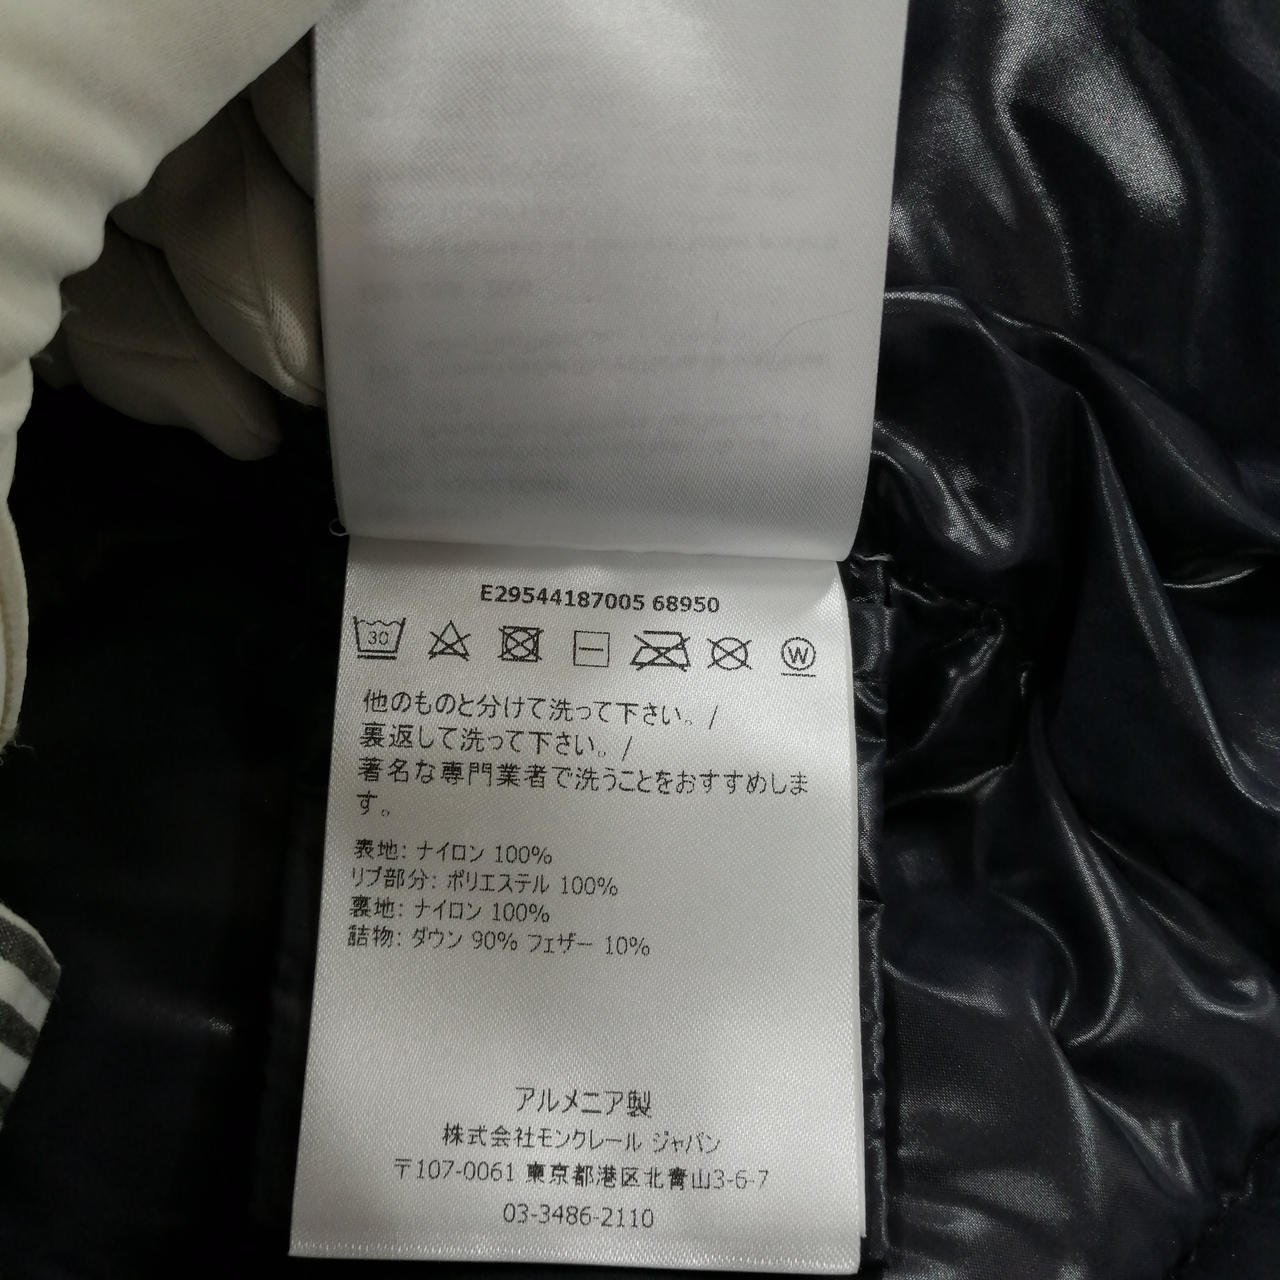 E29544187005 68950
30
W
他のものと分けて洗って下さい。/
裏返して洗って下さい。/
著名な専門業者で洗うことをおすすめしま
す。
表地: ナイロン 100%
リブ部分: ポリエステル 100%
裏地: ナイロン 100%
詰物: ダウン 90% フェザー 10%
アルメニア製
株式会社モンクレール ジャパン
〒107-0061 東京都港区北青山3-6-7
03-3486-2110